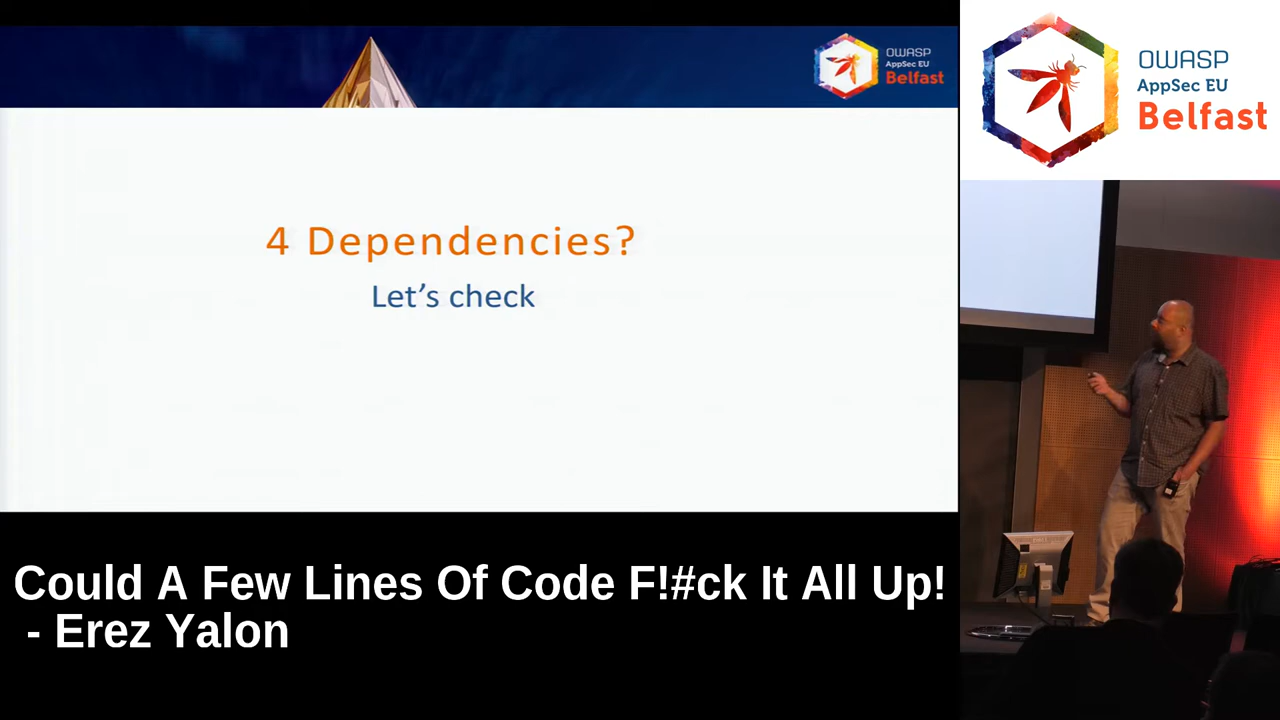 OWASP
AppSec EU
Belfast
OWASP
AppSec EU
Belfast
4 Dependencies?
Let's check
Could A Few Lines Of Code F!#ck It All Up!
- Erez Yalon